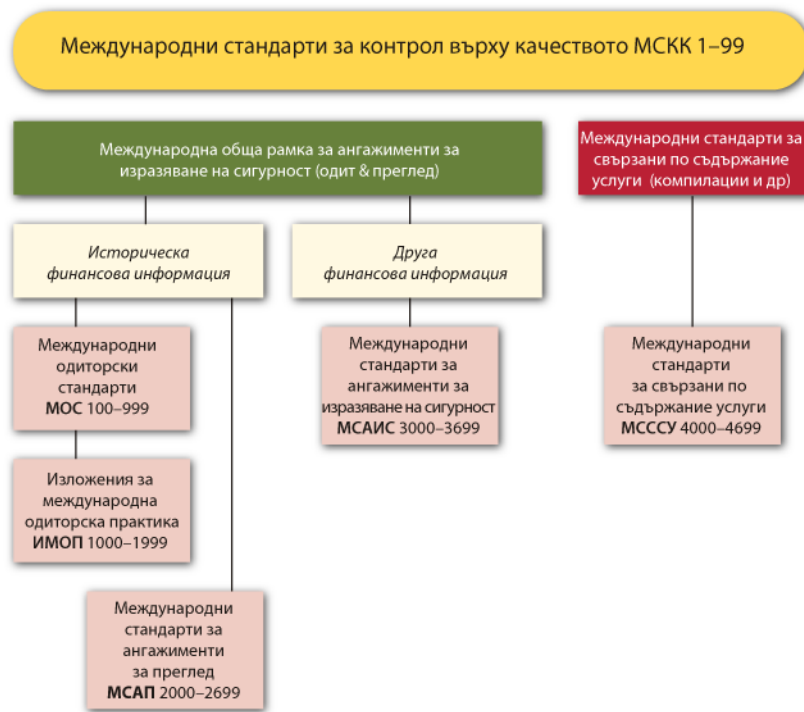 Международни стандарти за контрол върху качеството МСКК 1–99
Международна обща рамка за ангажименти за
изразяване на сигурност (одит & преглед)
Международни стандарти за
свързани по съдържание
услуги (компилации и др)
Историческа
финансова информация
Друга
финансова информация
Международни
одиторски
стандарти
МОС 100–999
Международни
стандарти за
ангажименти за
изразяване на сигурност
МСАИС 3000–3699
Международни
стандарти
за свързани по
съдържание услуги
МСССУ 4000–4699
Изложения за
международна
одиторска практика
ИМОП 1000–1999
Международни
стандарти за
ангажименти
за преглед
МСАП 2000–2699